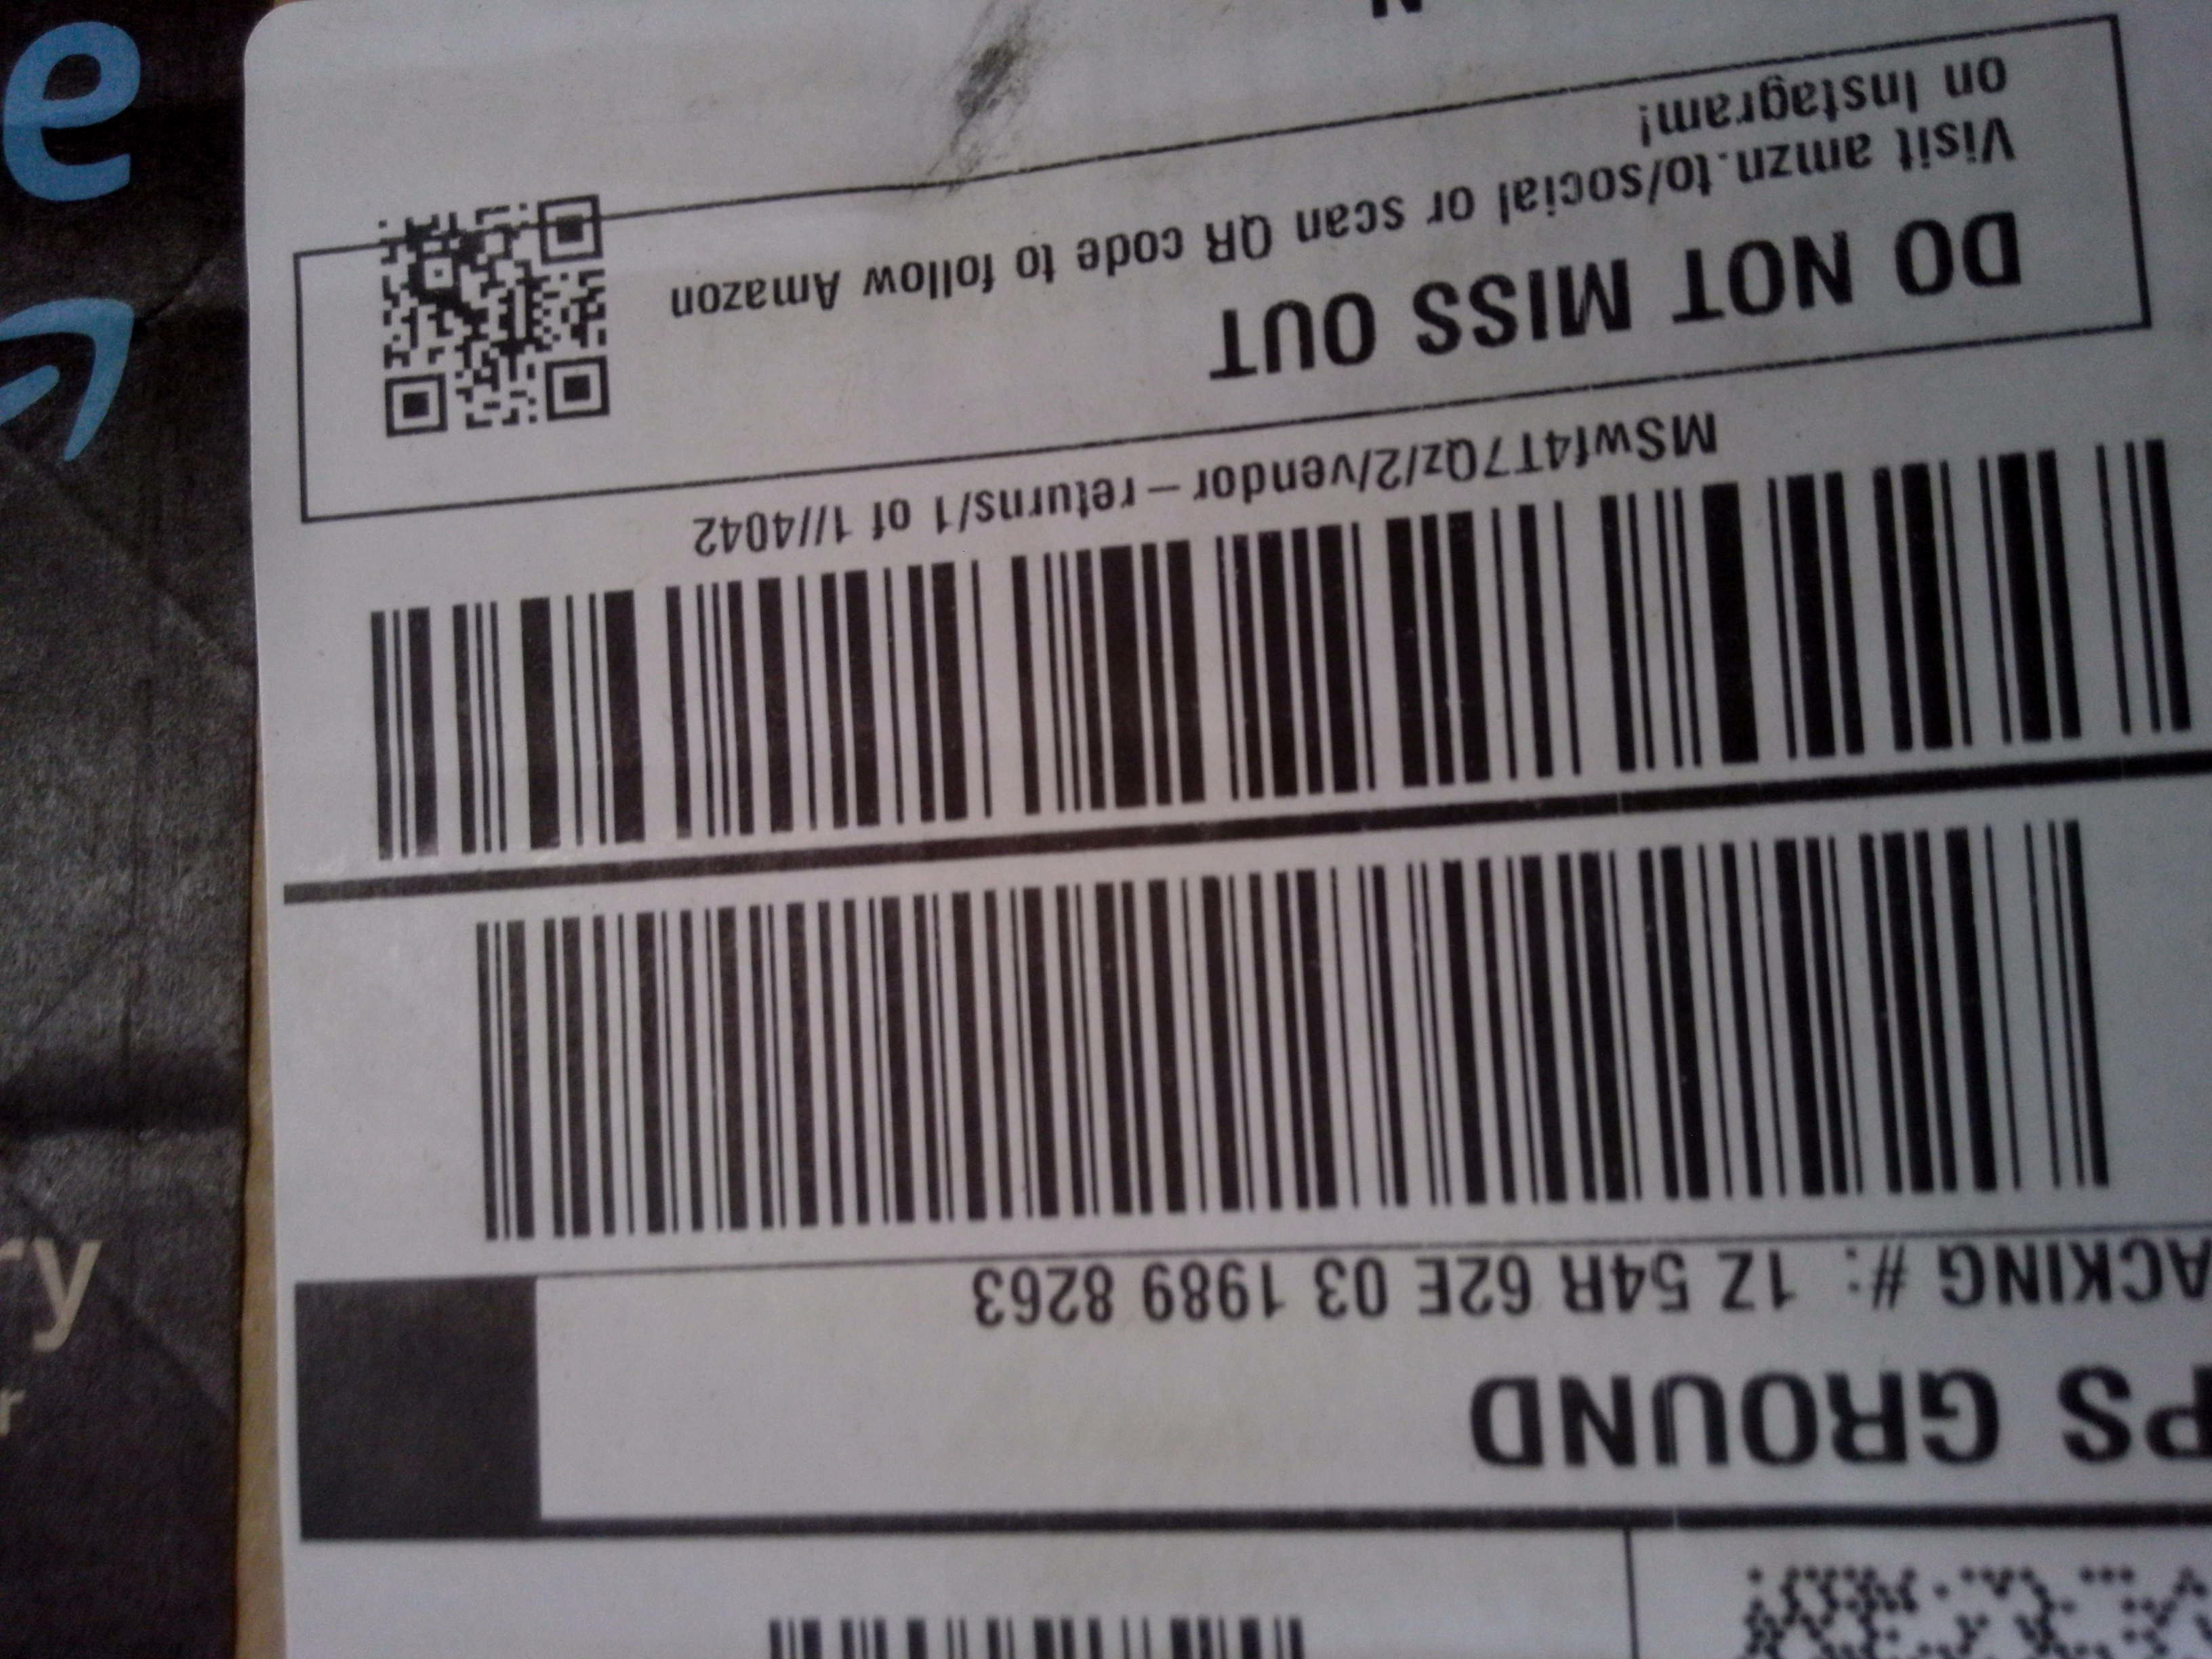 PS GROUND
ACKING #: 1Z 54R 62E 03 1989 8263
MSwf4T7Qz/2/vendor-returns/1 of 1//4042
DO NOT MISS OUT
Visit amzn.to/social or scan QR code to follow Amazon
on Instagram!
N
e
ry
r